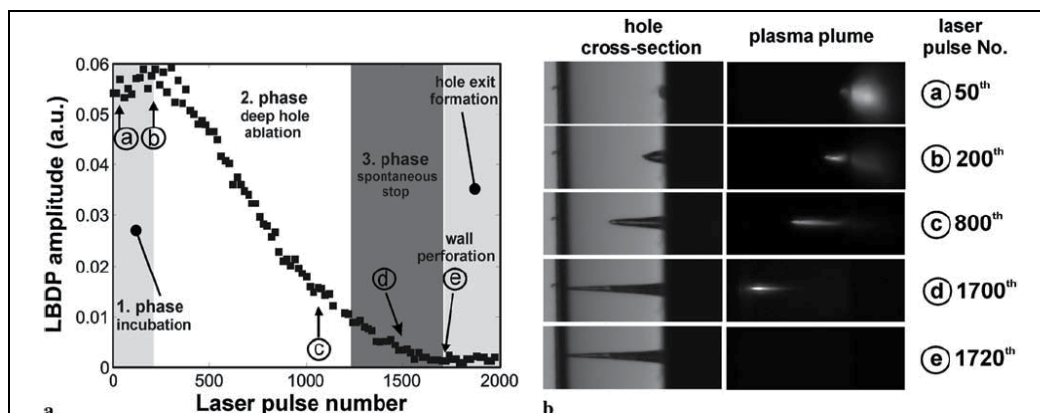 0.06
0.05
0.04
0.03
0.02
0.01
0
LBDP amplitude (a.u.)
0
500
1000
1500
2000
Laser pulse number
a
b
1. phase
incubation
2. phase
deep hole
ablation
c
3. phase
spontaneous
stop
d
hole exit
formation
wall
perforation
e
a
hole
cross-section
plasma plume
laser
pulse No.
a 50th
b 200th
c 800th
d 1700th
e 1720th
b